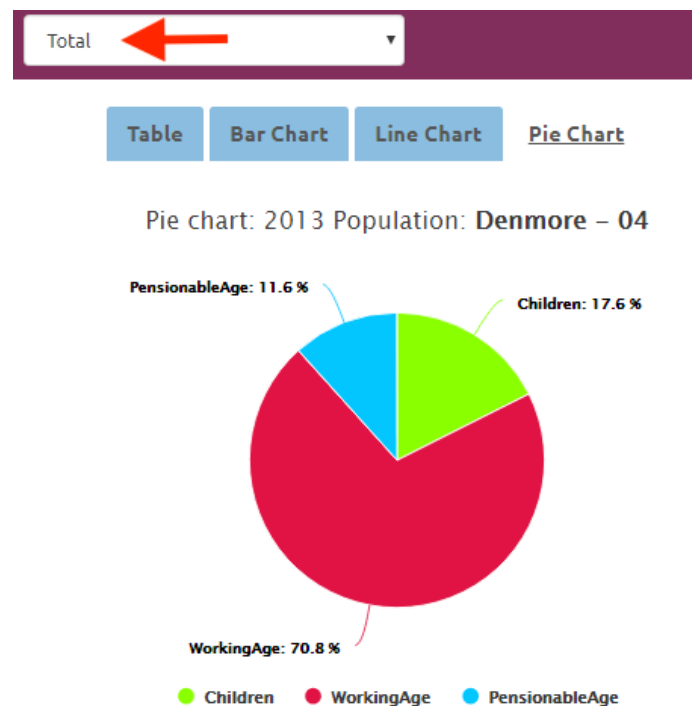 Total
Table Bar Chart Line Chart Pie Chart
Pie chart: 2013 Population: Denmore – 04
PensionableAge: 11.6 %
Children: 17.6 %
WorkingAge: 70.8 %
Children WorkingAge PensionableAge